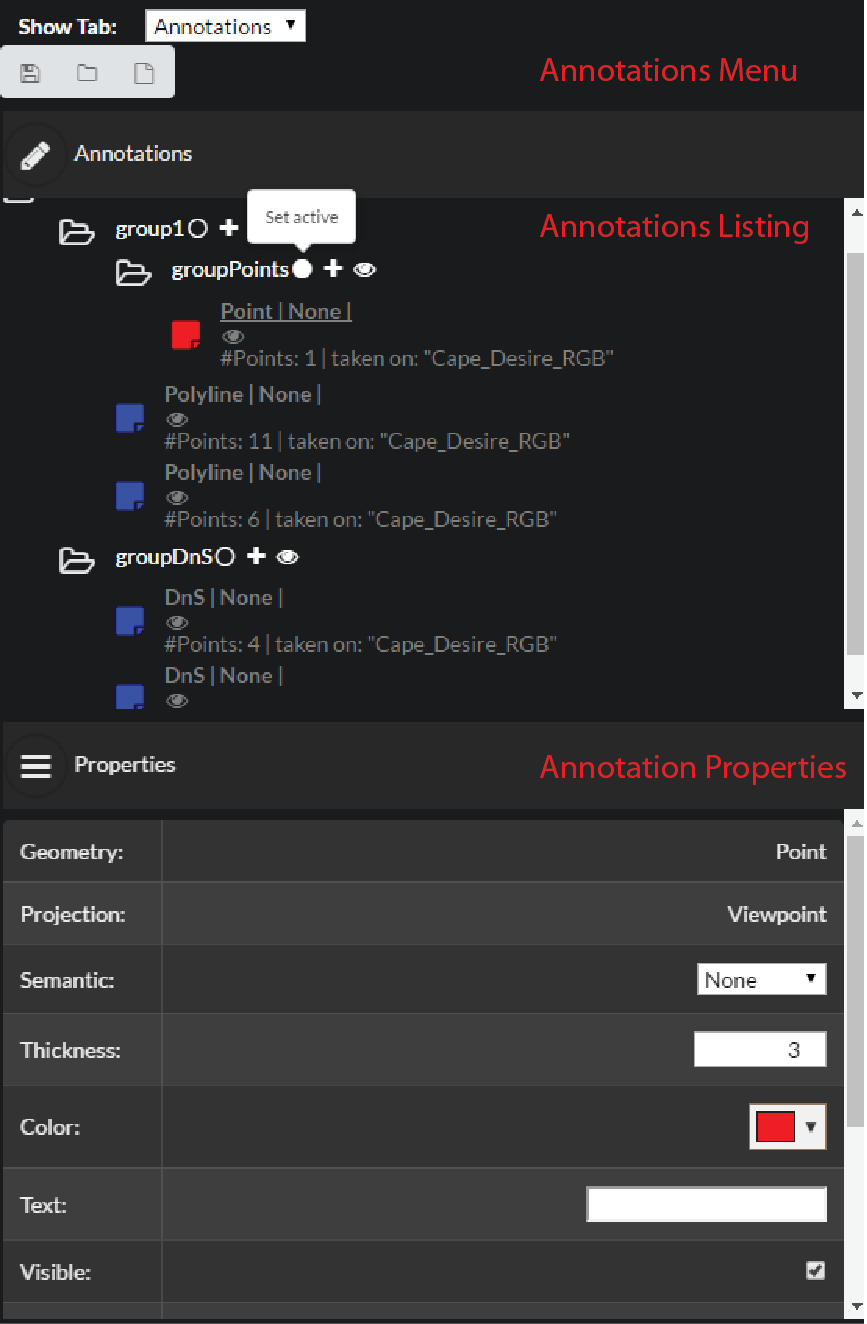 Show Tab: Annotations
Annotations Menu
Annotations
Set active
Annotations Listing
group1
groupPoints
Point | None |
#Points: 1 | taken on: "Cape_Desire_RGB"
Polyline | None |
#Points: 11 | taken on: "Cape_Desire_RGB"
Polyline | None |
#Points: 6 | taken on: "Cape_Desire_RGB"
groupDnS
DnS | None |
#Points: 4 | taken on: "Cape_Desire_RGB"
DnS | None |
Properties
Annotation Properties
Geometry: Point
Projection: Viewpoint
Semantic: None
Thickness: 3
Color:
Text:
Visible: